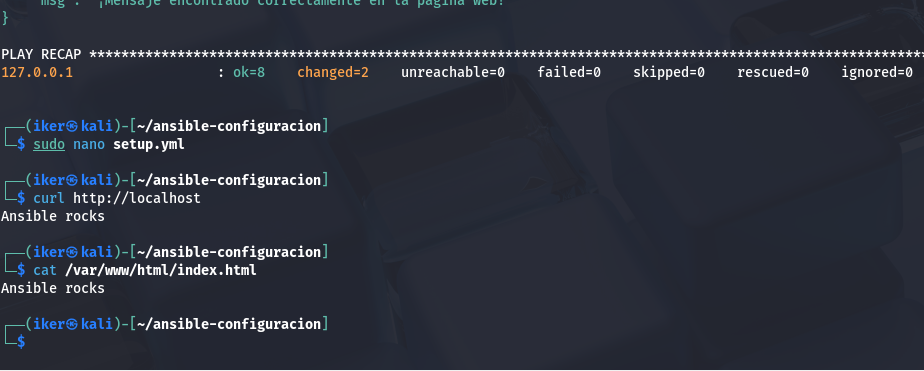 "msg": "¡Mensaje encontrado correctamente en la página web!"
}
PLAY RECAP *********************************************************************************************************
127.0.0.1 : ok=8 changed=2 unreachable=0 failed=0 skipped=0 rescued=0 ignored=0
┌──(iker㉿kali)-[~/ansible-configuracion]
└─$ sudo nano setup.yml
┌──(iker㉿kali)-[~/ansible-configuracion]
└─$ curl http://localhost
Ansible rocks
┌──(iker㉿kali)-[~/ansible-configuracion]
└─$ cat /var/www/html/index.html
Ansible rocks
┌──(iker㉿kali)-[~/ansible-configuracion]
└─$